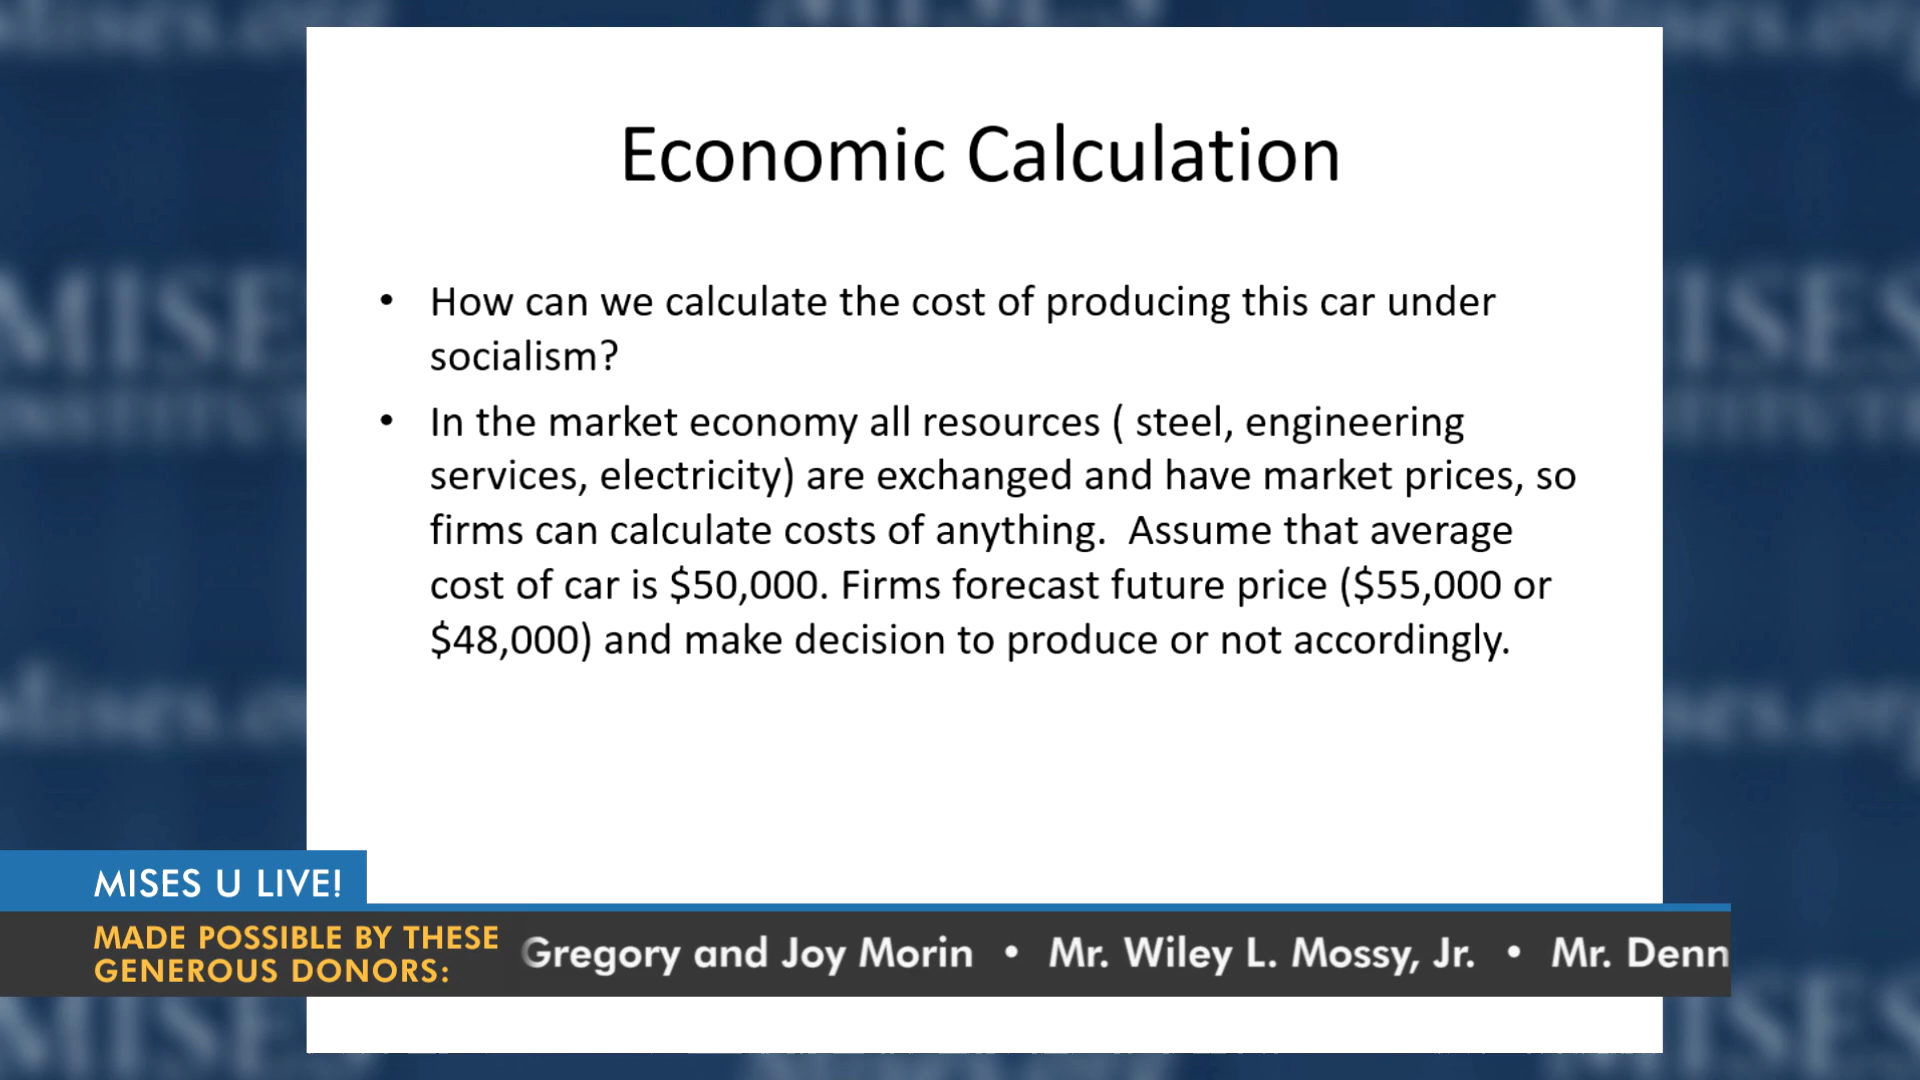 Economic Calculation
• How can we calculate the cost of producing this car under
socialism?
• In the market economy all resources ( steel, engineering
services, electricity) are exchanged and have market prices, so
firms can calculate costs of anything.  Assume that average
cost of car is $50,000. Firms forecast future price ($55,000 or
$48,000) and make decision to produce or not accordingly.
MISES U LIVE!
MADE POSSIBLE BY THESE
GENEROUS DONORS:
Gregory and Joy Morin • Mr. Wiley L. Mossy, Jr. • Mr. Denn